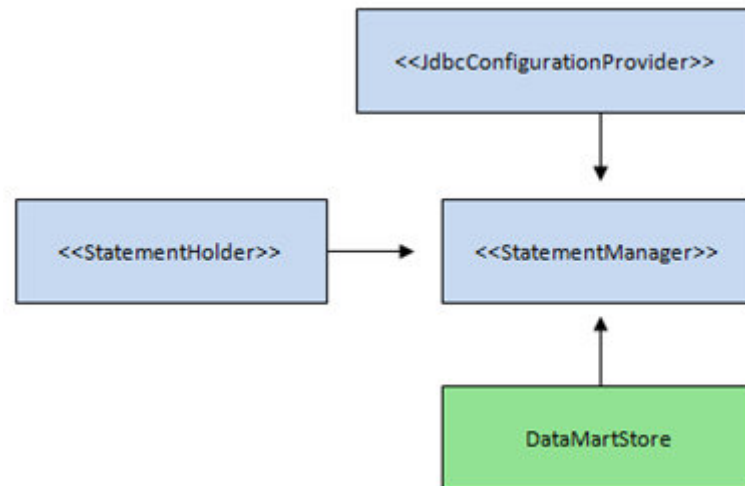 <<JdbcConfigurationProvider>>
<<StatementHolder>>
<<StatementManager>>
DataMartStore